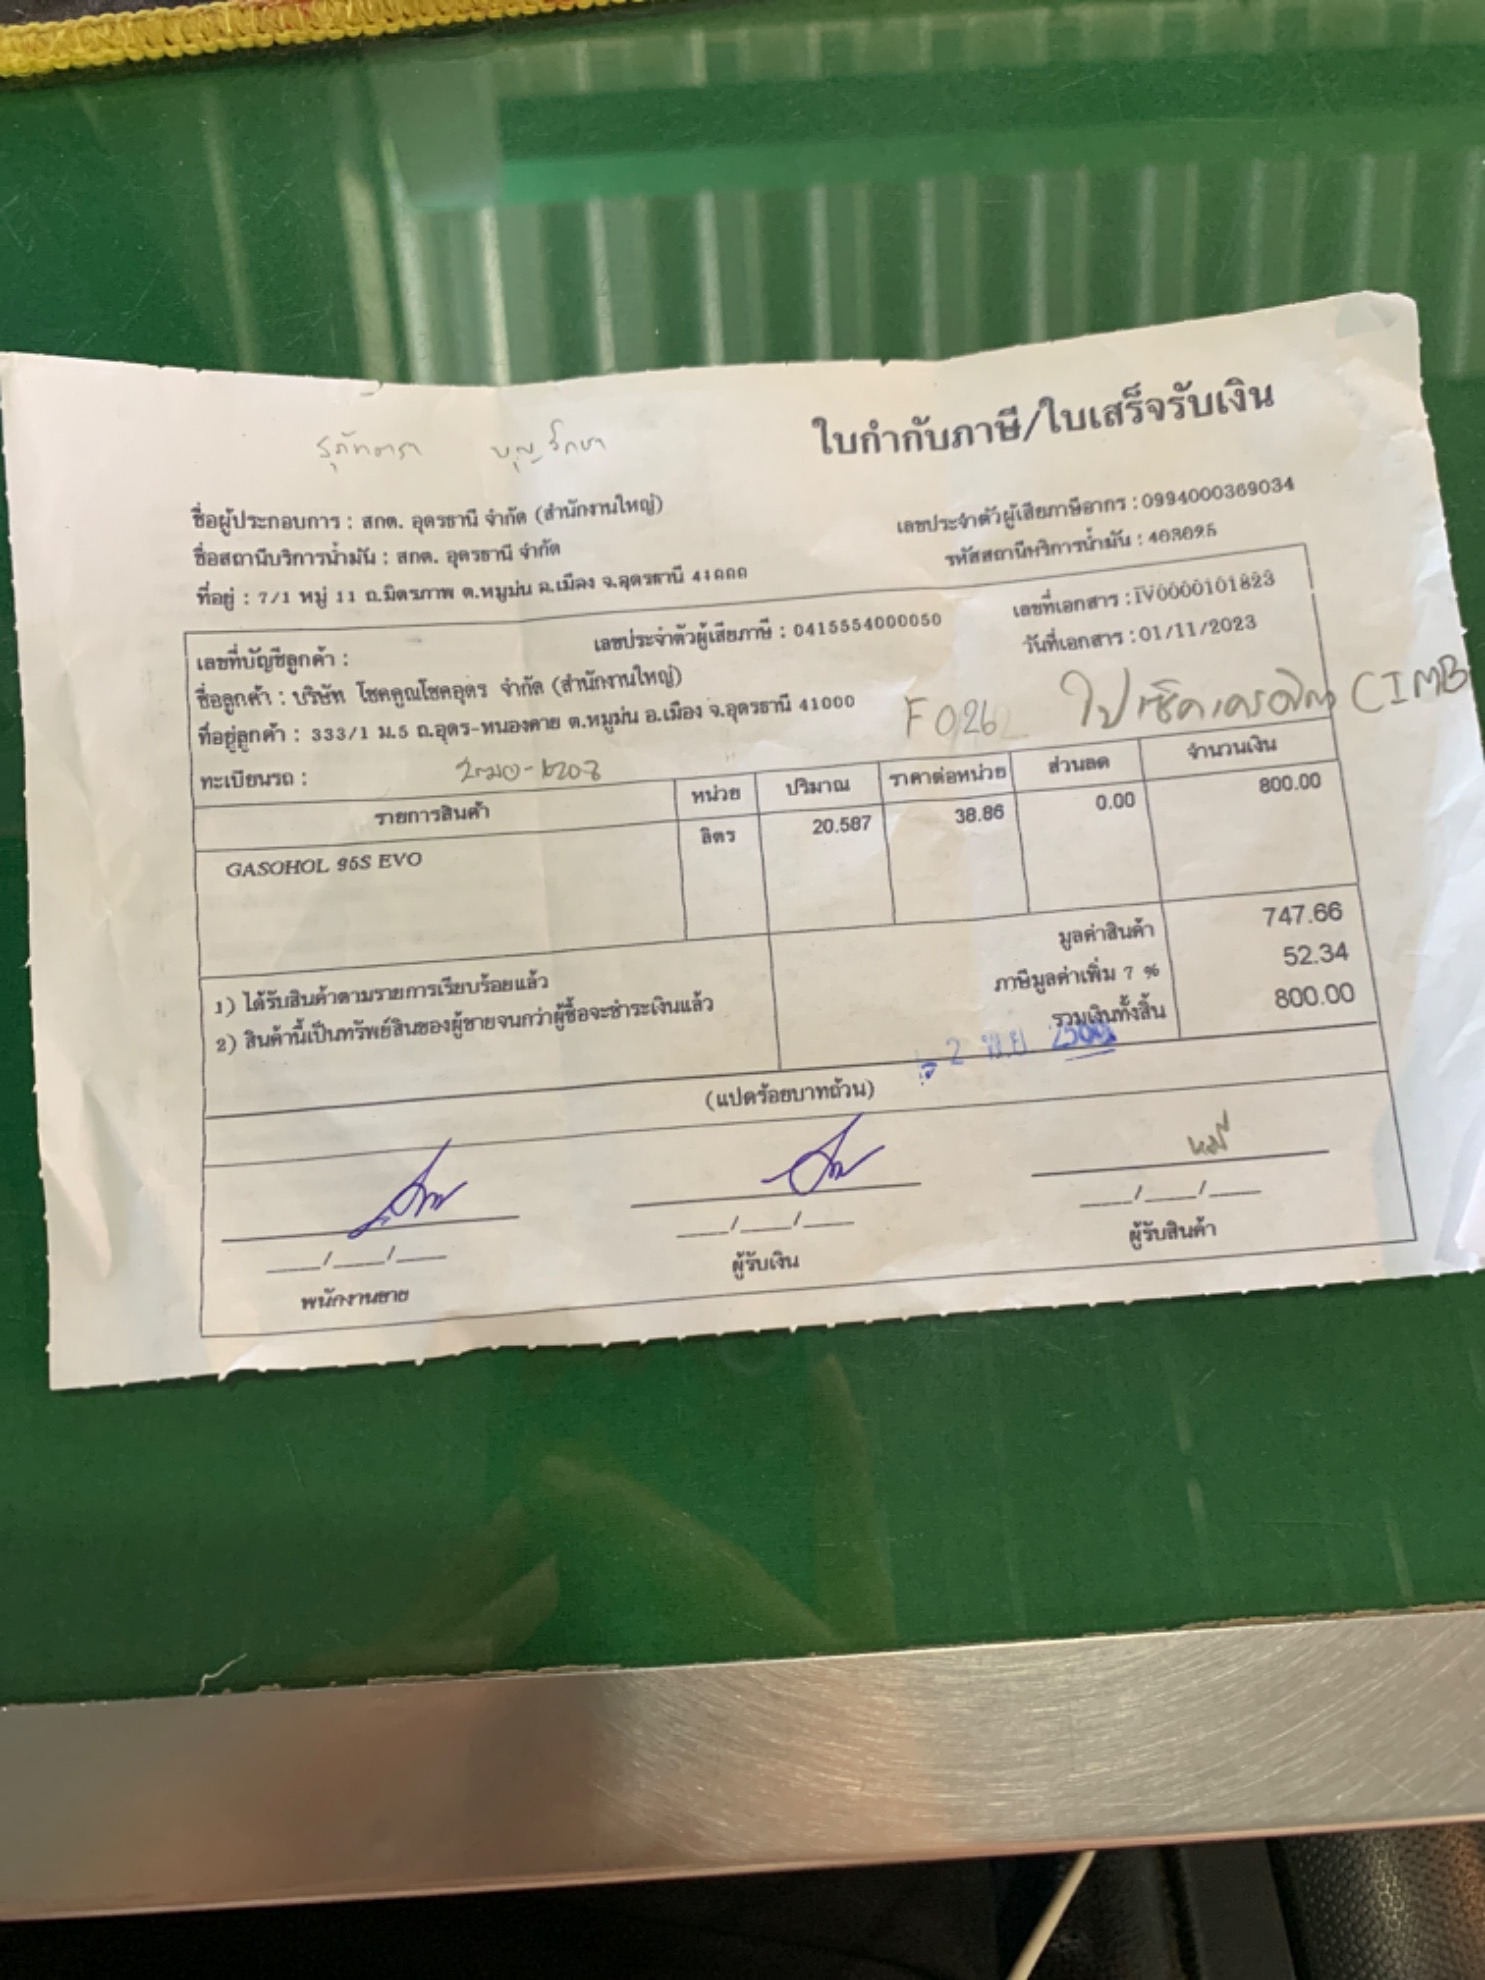 ใบกำกับภาษี/ใบเสร็จรับเงิน
ชื่อผู้ประกอบการ : สกต. อุดรธานี จำกัด (สำนักงานใหญ่)
เลขประจำตัวผู้เสียภาษีอากร : 0994000369034
ชื่อสถานีบริการน้ำมัน : สกต. อุดรธานี จำกัด
รหัสสถานีบริการน้ำมัน : 403025
ที่อยู่ : 7/1 หมู่ 11 ถ.มิตรภาพ ต.หมูม่น อ.เมือง จ.อุดรธานี 41000
เลขที่บัญชีลูกค้า :
เลขประจำตัวผู้เสียภาษี : 0415554000050
เลขที่เอกสาร : IV0000101823
ชื่อลูกค้า : บริษัท โชคคูณโชคอุดร จำกัด (สำนักงานใหญ่)
วันที่เอกสาร : 01/11/2023
ที่อยู่ลูกค้า : 333/1 ม.5 ถ.อุดร-หนองคาย ต.หมูม่น อ.เมือง จ.อุดรธานี 41000
F0262 CIMB
ทะเบียนรถ :
รายการสินค้า หน่วย ปริมาณ ราคาต่อหน่วย ส่วนลด จำนวนเงิน
GASOHOL 95S EVO ลิตร 20.587 38.86 0.00 800.00
มูลค่าสินค้า 747.66
ภาษีมูลค่าเพิ่ม 7 % 52.34
รวมเงินทั้งสิ้น 800.00
1) ได้รับสินค้าตามรายการเรียบร้อยแล้ว
2) สินค้านี้เป็นทรัพย์สินของผู้ขายจนกว่าผู้ซื้อจะชำระเงินแล้ว
2 พ.ย.
(แปดร้อยบาทถ้วน)
หมี
___/___/___ ___/___/___ ___/___/___
พนักงานขาย ผู้รับเงิน ผู้รับสินค้า